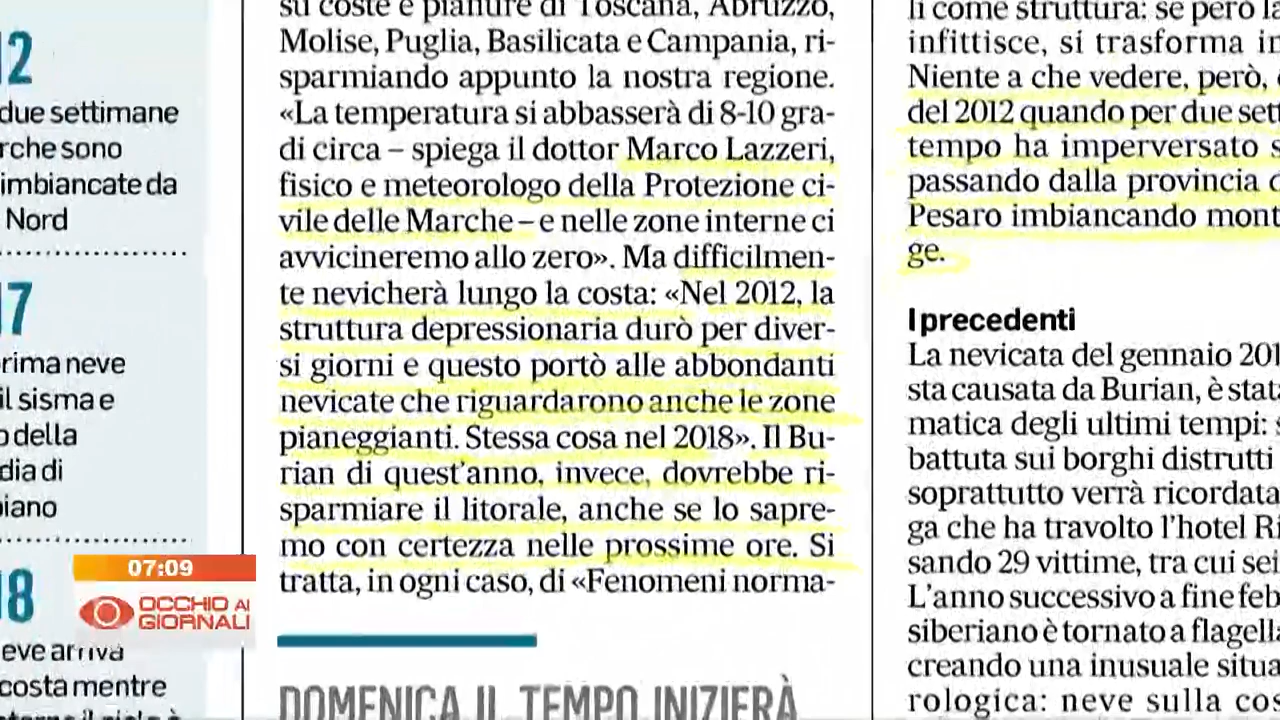 12
due settimane
rche sono
imbiancate da
Nord
17
rima neve
il sisma e
o della
dia di
piano
18
eve arriva
costa mentre
su coste e pianure di Toscana, Abruzzo,
Molise, Puglia, Basilicata e Campania, ri-
sparmiando appunto la nostra regione.
«La temperatura si abbasserà di 8-10 gra-
di circa – spiega il dottor Marco Lazzeri,
fisico e meteorologo della Protezione ci-
vile delle Marche – e nelle zone interne ci
avvicineremo allo zero». Ma difficilmen-
te nevicherà lungo la costa: «Nel 2012, la
struttura depressionaria durò per diver-
si giorni e questo portò alle abbondanti
nevicate che riguardarono anche le zone
pianeggianti. Stessa cosa nel 2018». Il Bu-
rian di quest'anno, invece, dovrebbe ri-
sparmiare il litorale, anche se lo sapre-
mo con certezza nelle prossime ore. Si
tratta, in ogni caso, di «Fenomeni norma-
DOMENICA IL TEMPO INIZIERÀ
li come struttura: se però la
infittisce, si trasforma in
Niente a che vedere, però,
del 2012 quando per due sett
tempo ha imperversato s
passando dalla provincia d
Pesaro imbiancando mont
ge.
I precedenti
La nevicata del gennaio 201
sta causata da Burian, è stata
matica degli ultimi tempi: s
battuta sui borghi distrutti
soprattutto verrà ricordata
ga che ha travolto l'hotel Ri
sando 29 vittime, tra cui sei
L'anno successivo a fine feb
siberiano è tornato a flagella
creando una inusuale situa
rologica: neve sulla cos
07:09
OCCHIO AI
GIORNALI